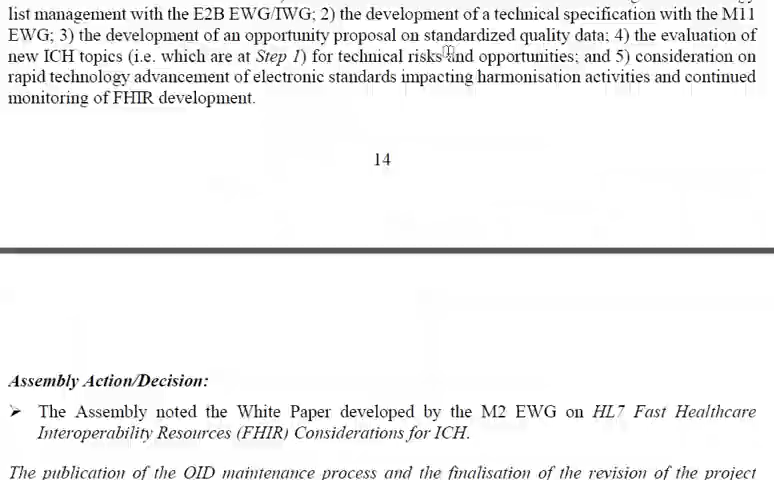 list management with the E2B EWG/IWG; 2) the development of a technical specification with the M11
EWG; 3) the development of an opportunity proposal on standardized quality data; 4) the evaluation of
new ICH topics (i.e. which are at Step 1) for technical risks and opportunities; and 5) consideration on
rapid technology advancement of electronic standards impacting harmonisation activities and continued
monitoring of FHIR development.
14
Assembly Action/Decision:
➢ The Assembly noted the White Paper developed by the M2 EWG on HL7 Fast Healthcare
Interoperability Resources (FHIR) Considerations for ICH.
The publication of the OID maintenance process and the finalisation of the revision of the project